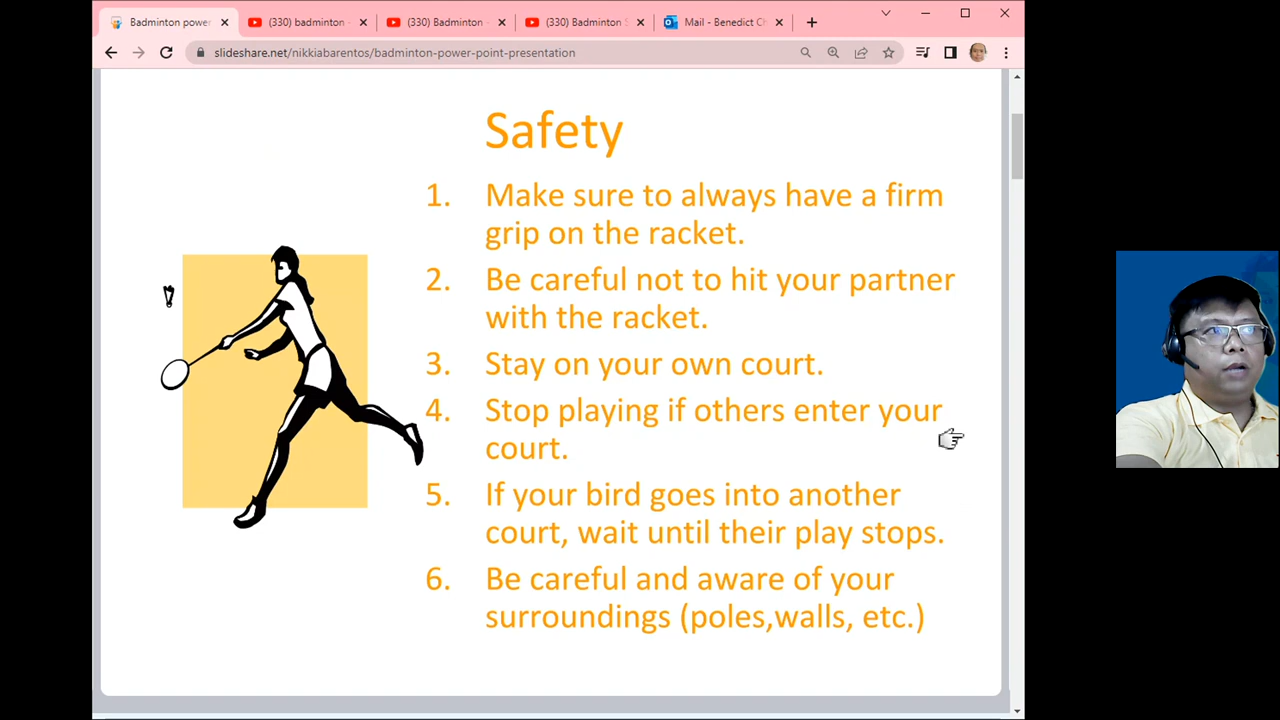 Badminton power
(330) badminton -
(330) Badminton -
(330) Badminton S
Mail - Benedict Ch
slideshare.net/nikkiabarentos/badminton-power-point-presentation
Safety
1. Make sure to always have a firm
grip on the racket.
2. Be careful not to hit your partner
with the racket.
3. Stay on your own court.
4. Stop playing if others enter your
court.
5. If your bird goes into another
court, wait until their play stops.
6. Be careful and aware of your
surroundings (poles,walls, etc.)